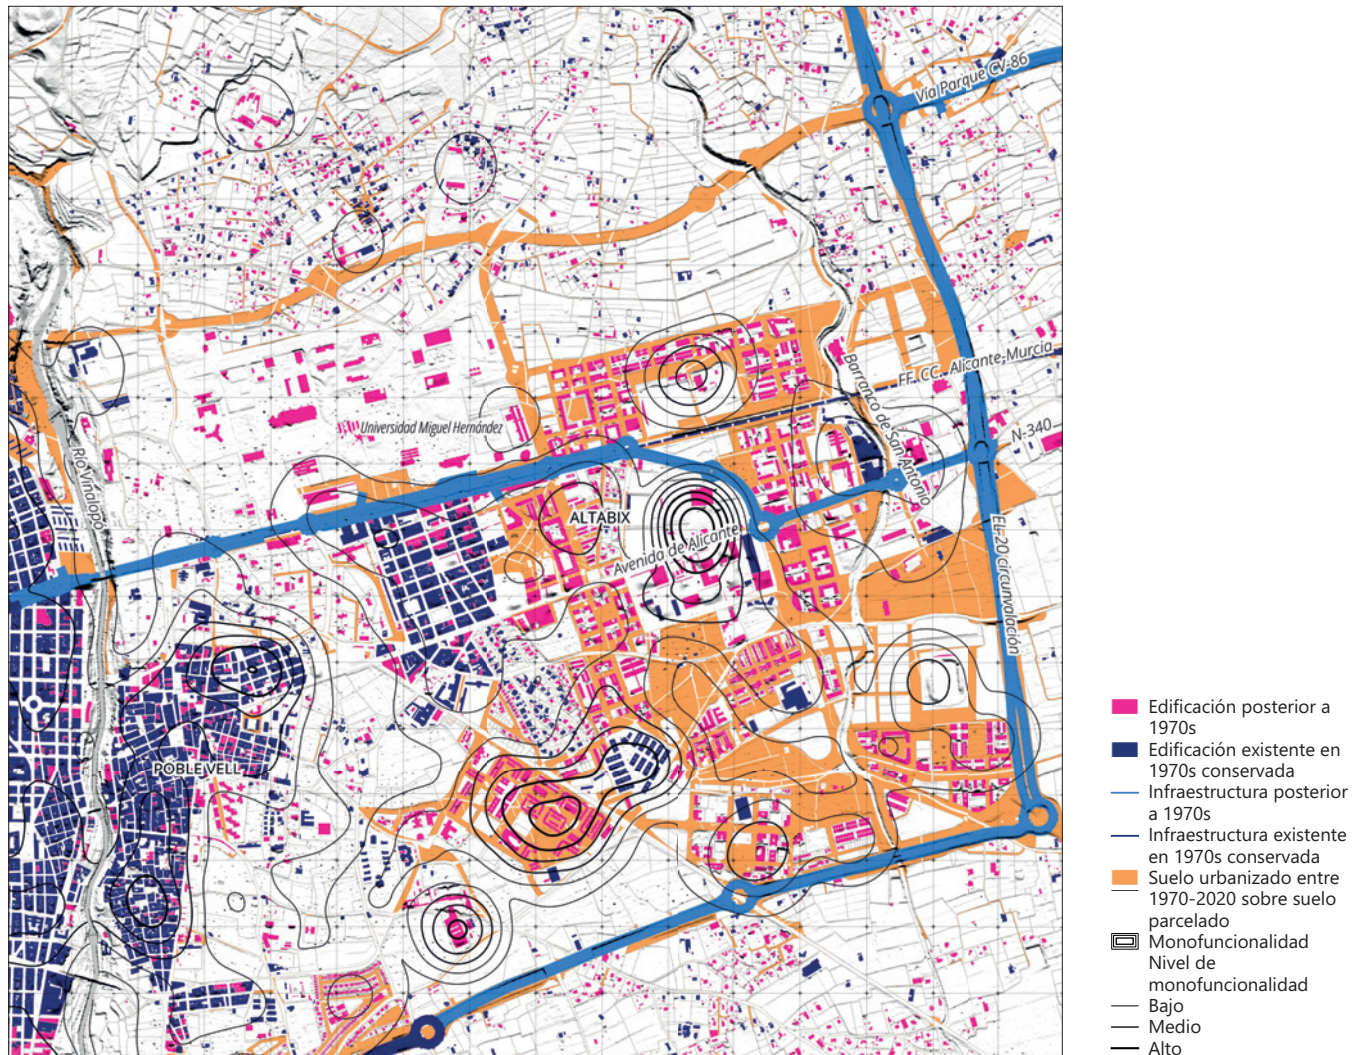 Vía Parque CV-86
FF. CC. Alicante-Murcia
Barranco de San Antonio
N-340
Universidad Miguel Hernández
Río Vinalopó
ALTABIX
Avenida de Alicante
EL-20 circunvalación
POBLE VELL
Edificación posterior a
1970s
Edificación existente en
1970s conservada
Infraestructura posterior
a 1970s
Infraestructura existente
en 1970s conservada
Suelo urbanizado entre
1970-2020 sobre suelo
parcelado
Monofuncionalidad
Nivel de
monofuncionalidad
Bajo
Medio
Alto